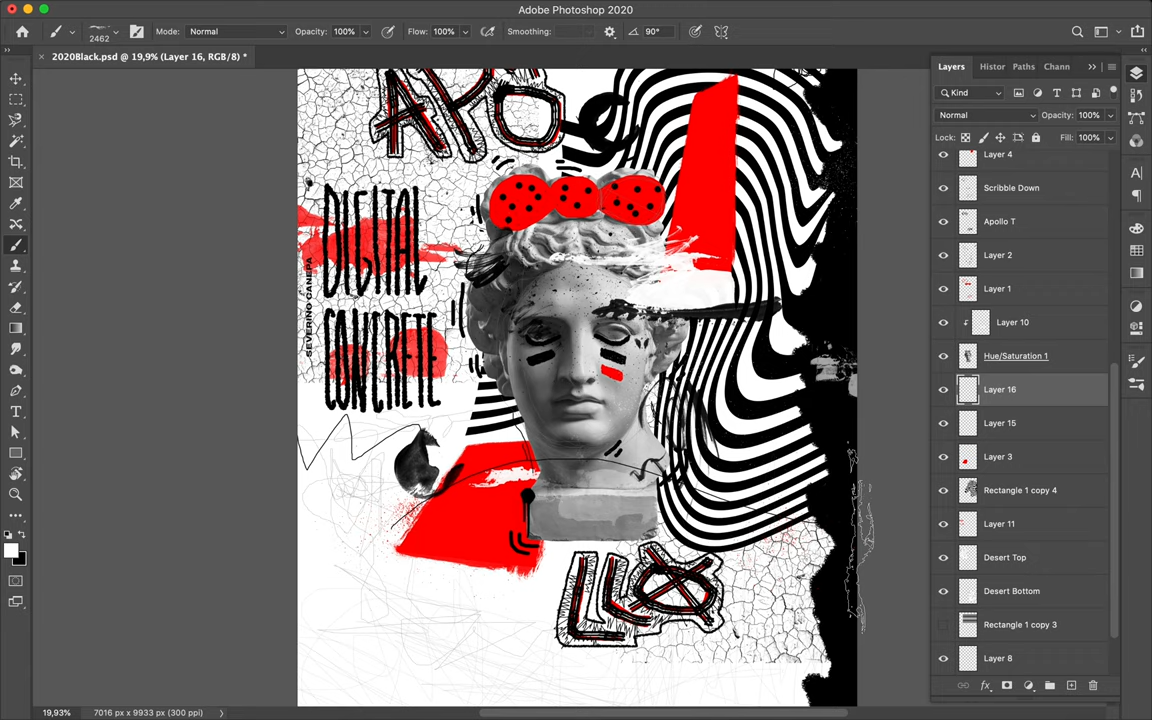 Adobe Photoshop 2020
2462
Mode: Normal
Opacity: 100%
Flow: 100%
Smoothing:
90°
2020Black.psd @ 19,9% (Layer 16, RGB/8) *
Layers
Histor
Paths
Chann
Kind
Normal
Opacity: 100%
Lock:
Fill: 100%
Layer 4
Scribble Down
Apollo T
Layer 2
Layer 1
Layer 10
Hue/Saturation 1
Layer 16
Layer 15
Layer 3
Rectangle 1 copy 4
Layer 11
Desert Top
Desert Bottom
Rectangle 1 copy 3
Layer 8
APO
DIGITAL
CONCRETE
SEVERINO CANEPA
LLO
19,93%
7016 px x 9933 px (300 ppi)